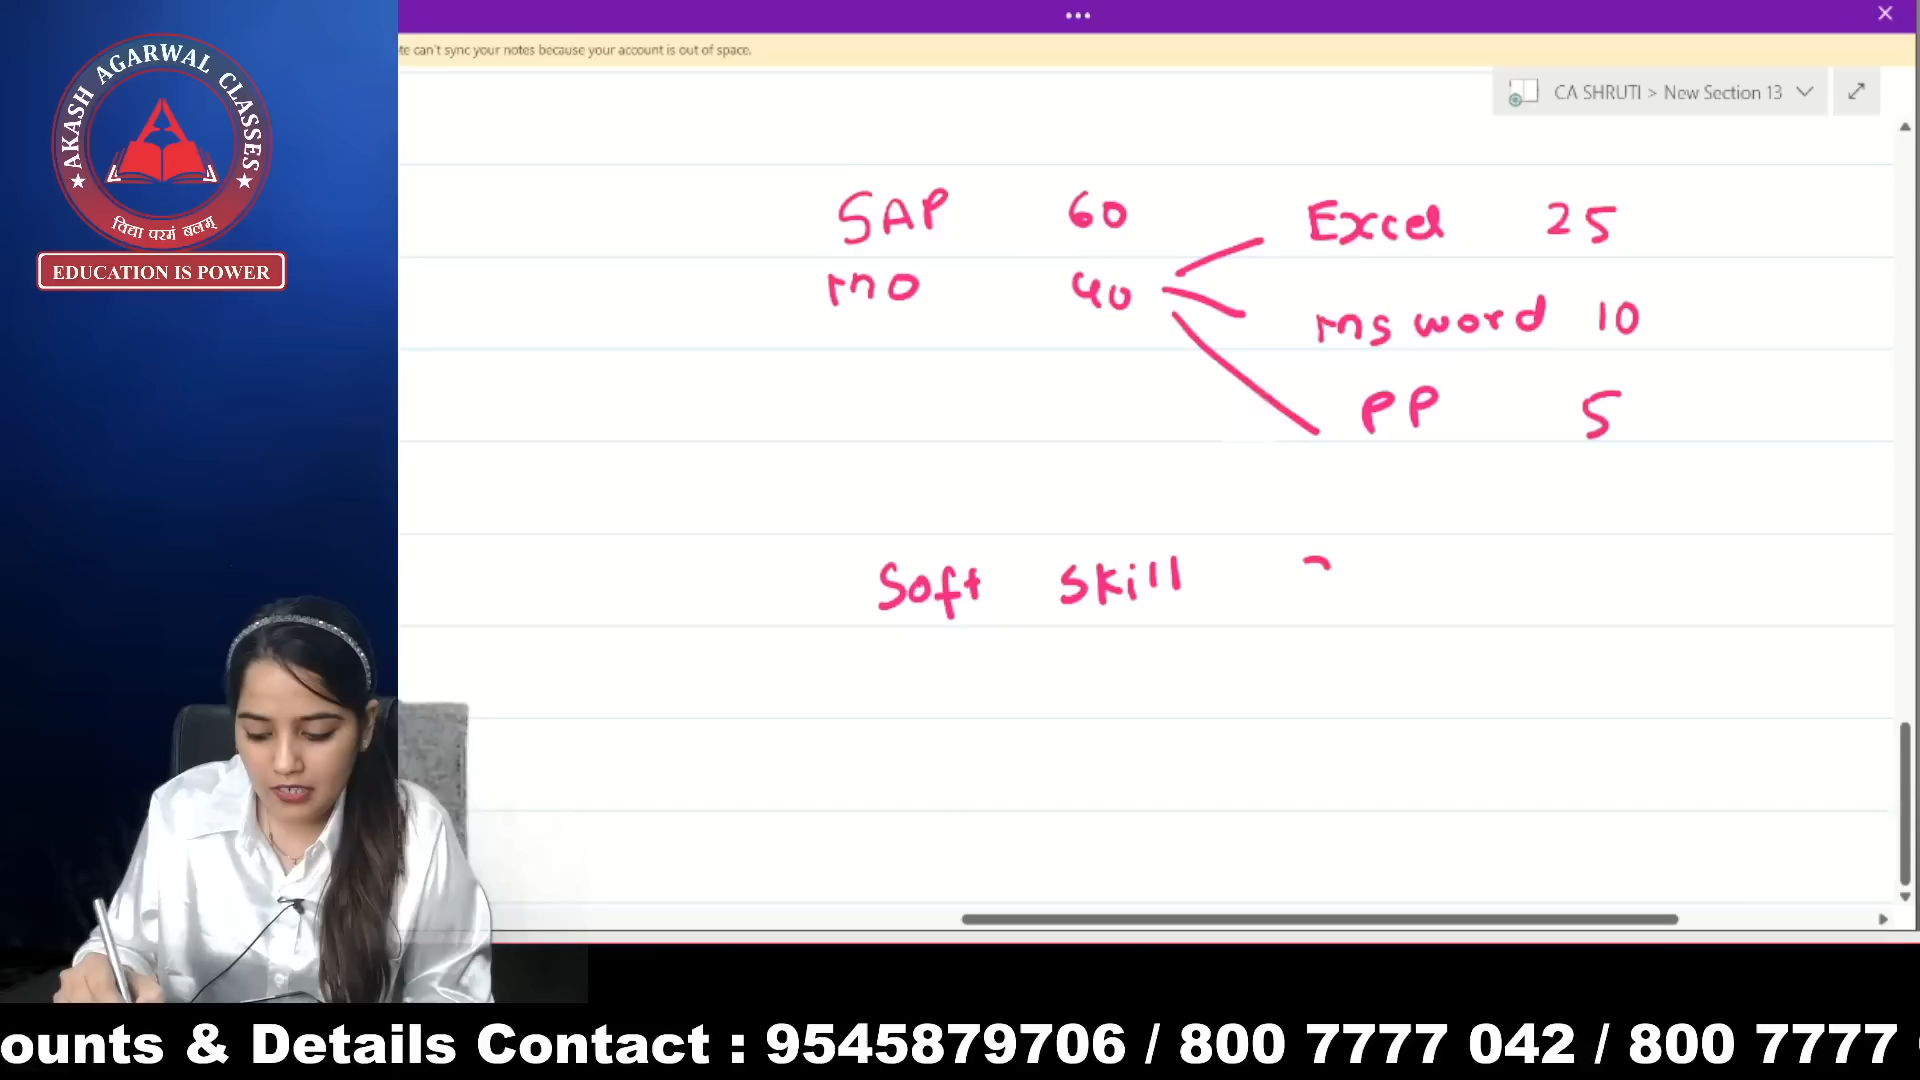 AKASH AGARWAL CLASSES
विद्या परमं बलम्
EDUCATION IS POWER
te can't sync your notes because your account is out of space.
CA SHRUTI > New Section 13
SAP 60 Excel 25
mo 40
ms word 10
PP 5
Soft Skill
ounts & Details Contact : 9545879706 / 800 7777 042 / 800 7777